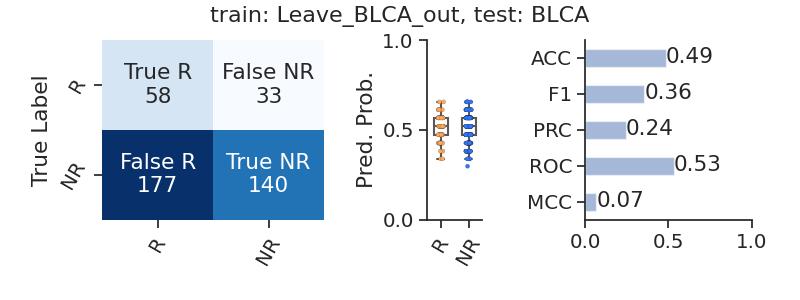 train: Leave_BLCA_out, test: BLCA
True Label
R
NR
True R
58
False NR
33
False R
177
True NR
140
R
NR
Pred. Prob.
1.0
0.5
0.0
R
NR
ACC
F1
PRC
ROC
MCC
0.49
0.36
0.24
0.53
0.07
0.0
0.5
1.0